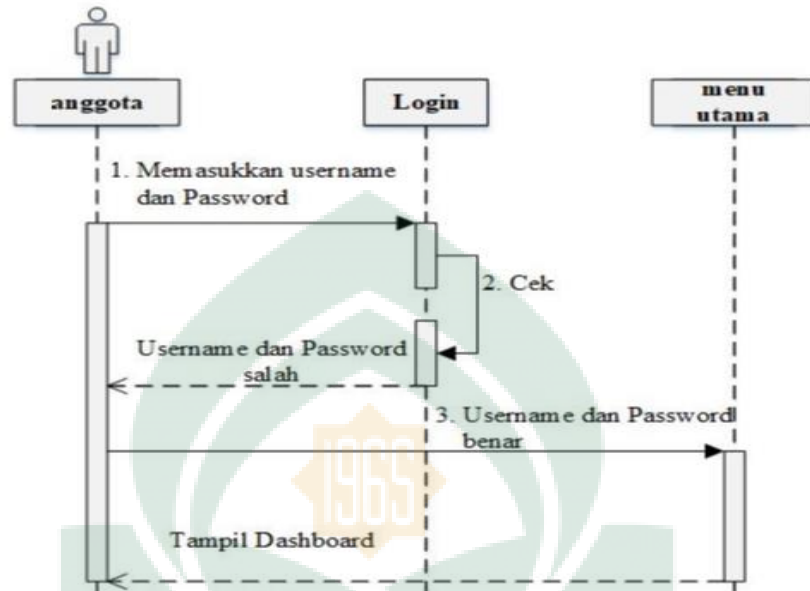 anggota
Login
menu
utama
1. Memasukkan username
dan Password
2. Cek
Username dan Password
salah
3. Username dan Password
benar
1965
Tampil Dashboard